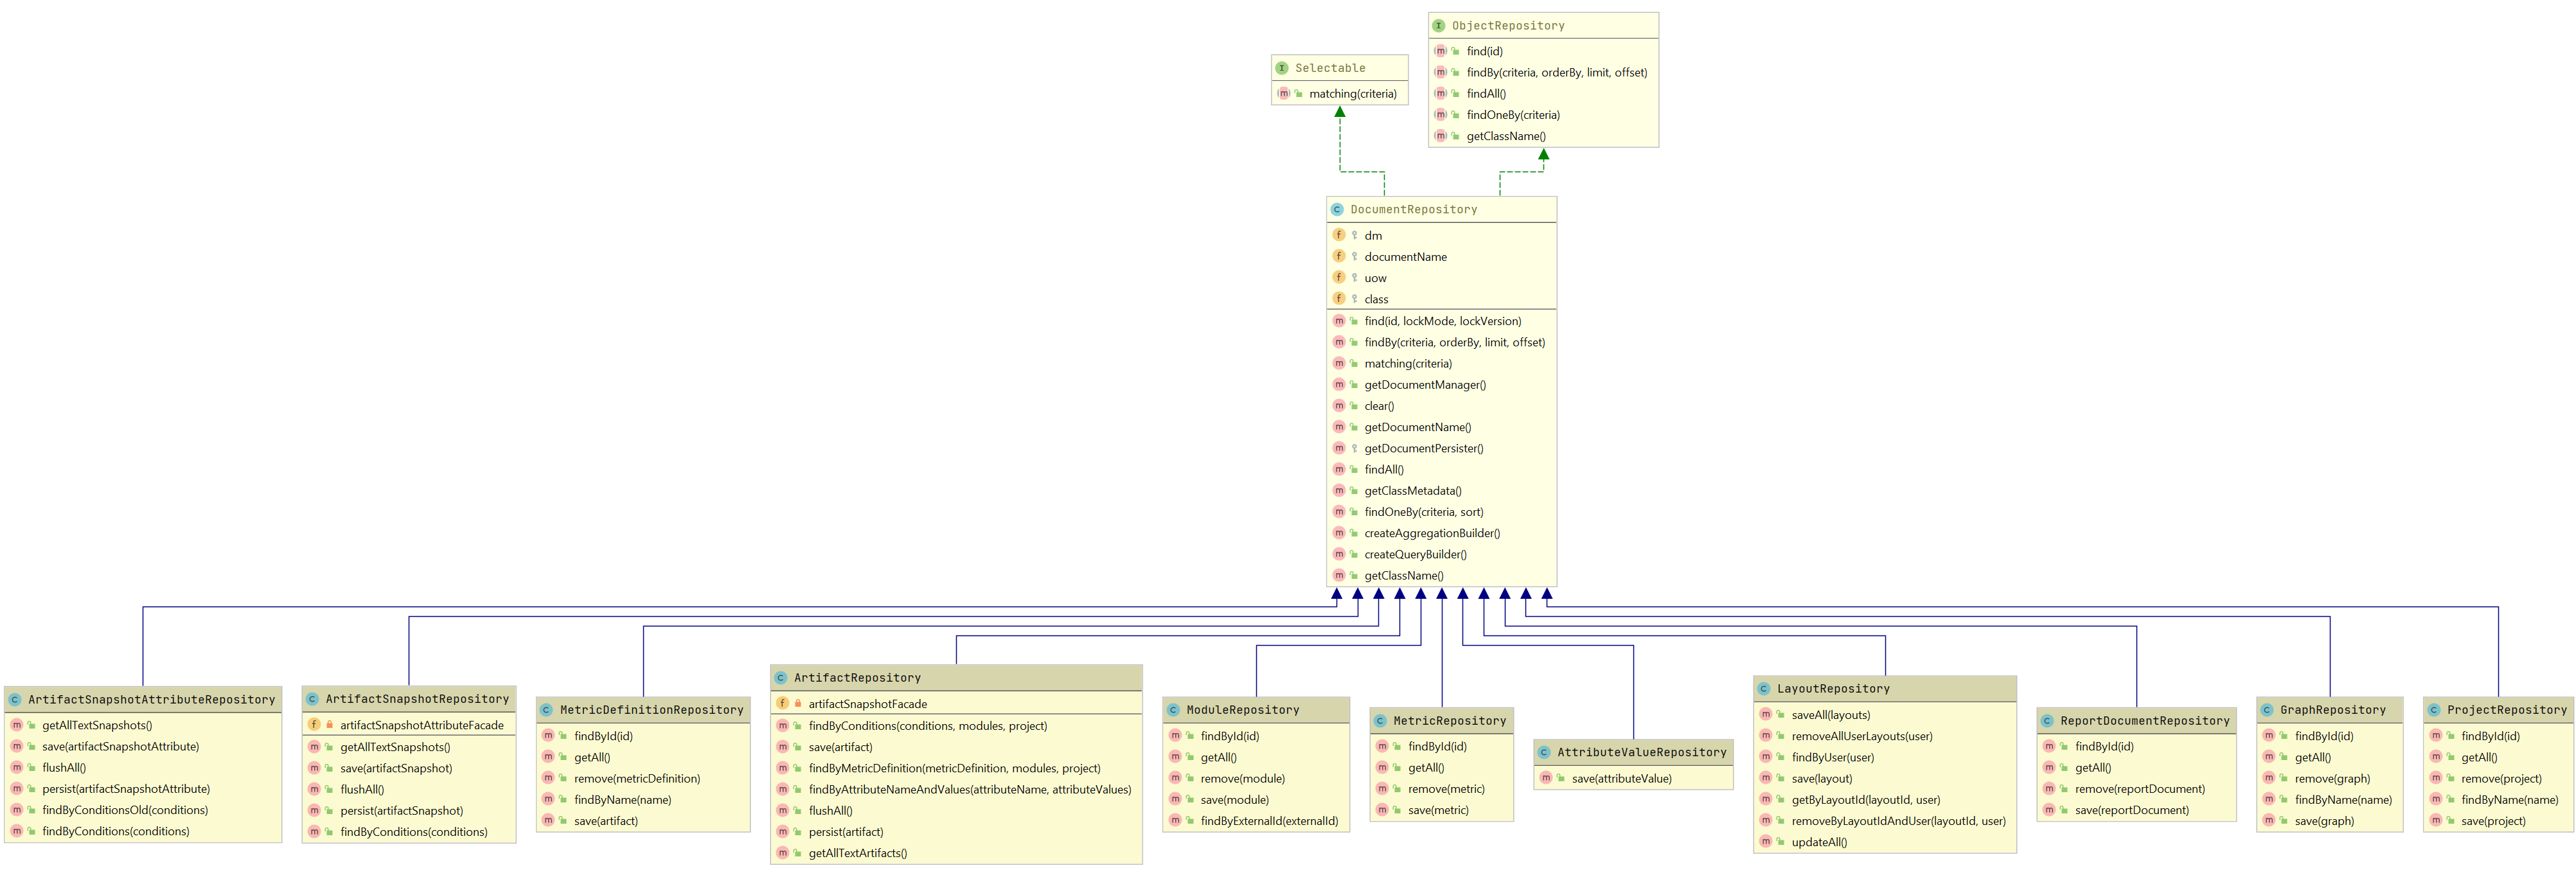 ObjectRepository
find(id)
findBy(criteria, orderBy, limit, offset)
findAll()
findOneBy(criteria)
getClassName()
Selectable
matching(criteria)
DocumentRepository
dm
documentName
uow
class
find(id, lockMode, lockVersion)
findBy(criteria, orderBy, limit, offset)
matching(criteria)
getDocumentManager()
clear()
getDocumentName()
getDocumentPersister()
findAll()
getClassMetadata()
findOneBy(criteria, sort)
createAggregationBuilder()
createQueryBuilder()
getClassName()
ArtifactSnapshotAttributeRepository
getAllTextSnapshots()
save(artifactSnapshotAttribute)
flushAll()
persist(artifactSnapshotAttribute)
findByConditionsOld(conditions)
findByConditions(conditions)
ArtifactSnapshotRepository
artifactSnapshotAttributeFacade
getAllTextSnapshots()
save(artifactSnapshot)
flushAll()
persist(artifactSnapshot)
findByConditions(conditions)
MetricDefinitionRepository
findById(id)
getAll()
remove(metricDefinition)
findByName(name)
save(artifact)
ArtifactRepository
artifactSnapshotFacade
findByConditions(conditions, modules, project)
save(artifact)
findByMetricDefinition(metricDefinition, modules, project)
findByAttributeNameAndValues(attributeName, attributeValues)
flushAll()
persist(artifact)
getAllTextArtifacts()
ModuleRepository
findById(id)
getAll()
remove(module)
save(module)
findByExternalId(externalId)
MetricRepository
findById(id)
getAll()
remove(metric)
save(metric)
AttributeValueRepository
save(attributeValue)
LayoutRepository
saveAll(layouts)
removeAllUserLayouts(user)
findByUser(user)
save(layout)
getByLayoutId(layoutId, user)
removeByLayoutIdAndUser(layoutId, user)
updateAll()
ReportDocumentRepository
findById(id)
getAll()
remove(reportDocument)
save(reportDocument)
GraphRepository
findById(id)
getAll()
remove(graph)
findByName(name)
save(graph)
ProjectRepository
findById(id)
getAll()
remove(project)
findByName(name)
save(project)